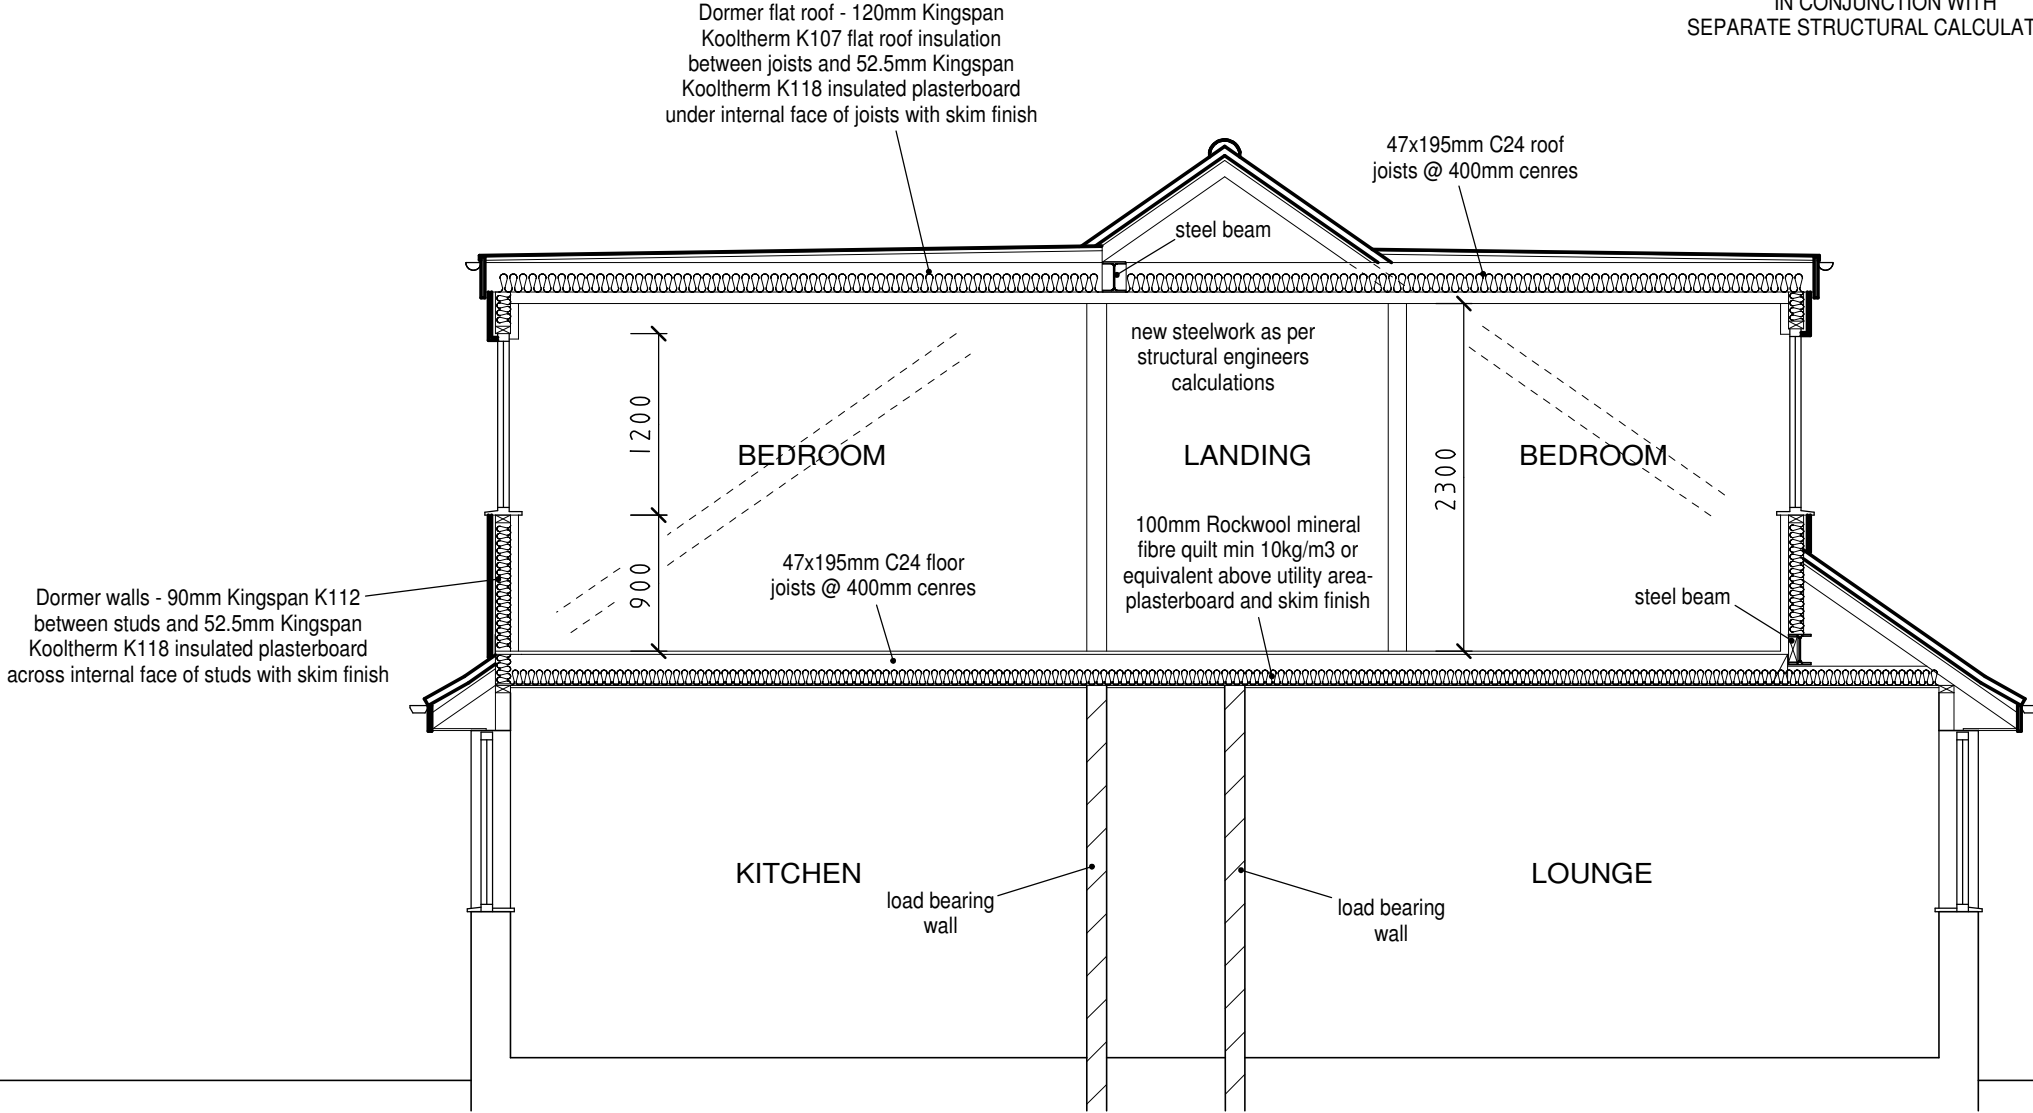 IN CONJUNCTION WITH
SEPARATE STRUCTURAL CALCULAT
Dormer flat roof - 120mm Kingspan
Kooltherm K107 flat roof insulation
between joists and 52.5mm Kingspan
Kooltherm K118 insulated plasterboard
under internal face of joists with skim finish
47x195mm C24 roof
joists @ 400mm cenres
steel beam
new steelwork as per
structural engineers
calculations
1200
BEDROOM
LANDING
2300
BEDROOM
900
47x195mm C24 floor
joists @ 400mm cenres
100mm Rockwool mineral
fibre quilt min 10kg/m3 or
equivalent above utility area-
plasterboard and skim finish
steel beam
Dormer walls - 90mm Kingspan K112
between studs and 52.5mm Kingspan
Kooltherm K118 insulated plasterboard
across internal face of studs with skim finish
KITCHEN
load bearing
wall
load bearing
wall
LOUNGE